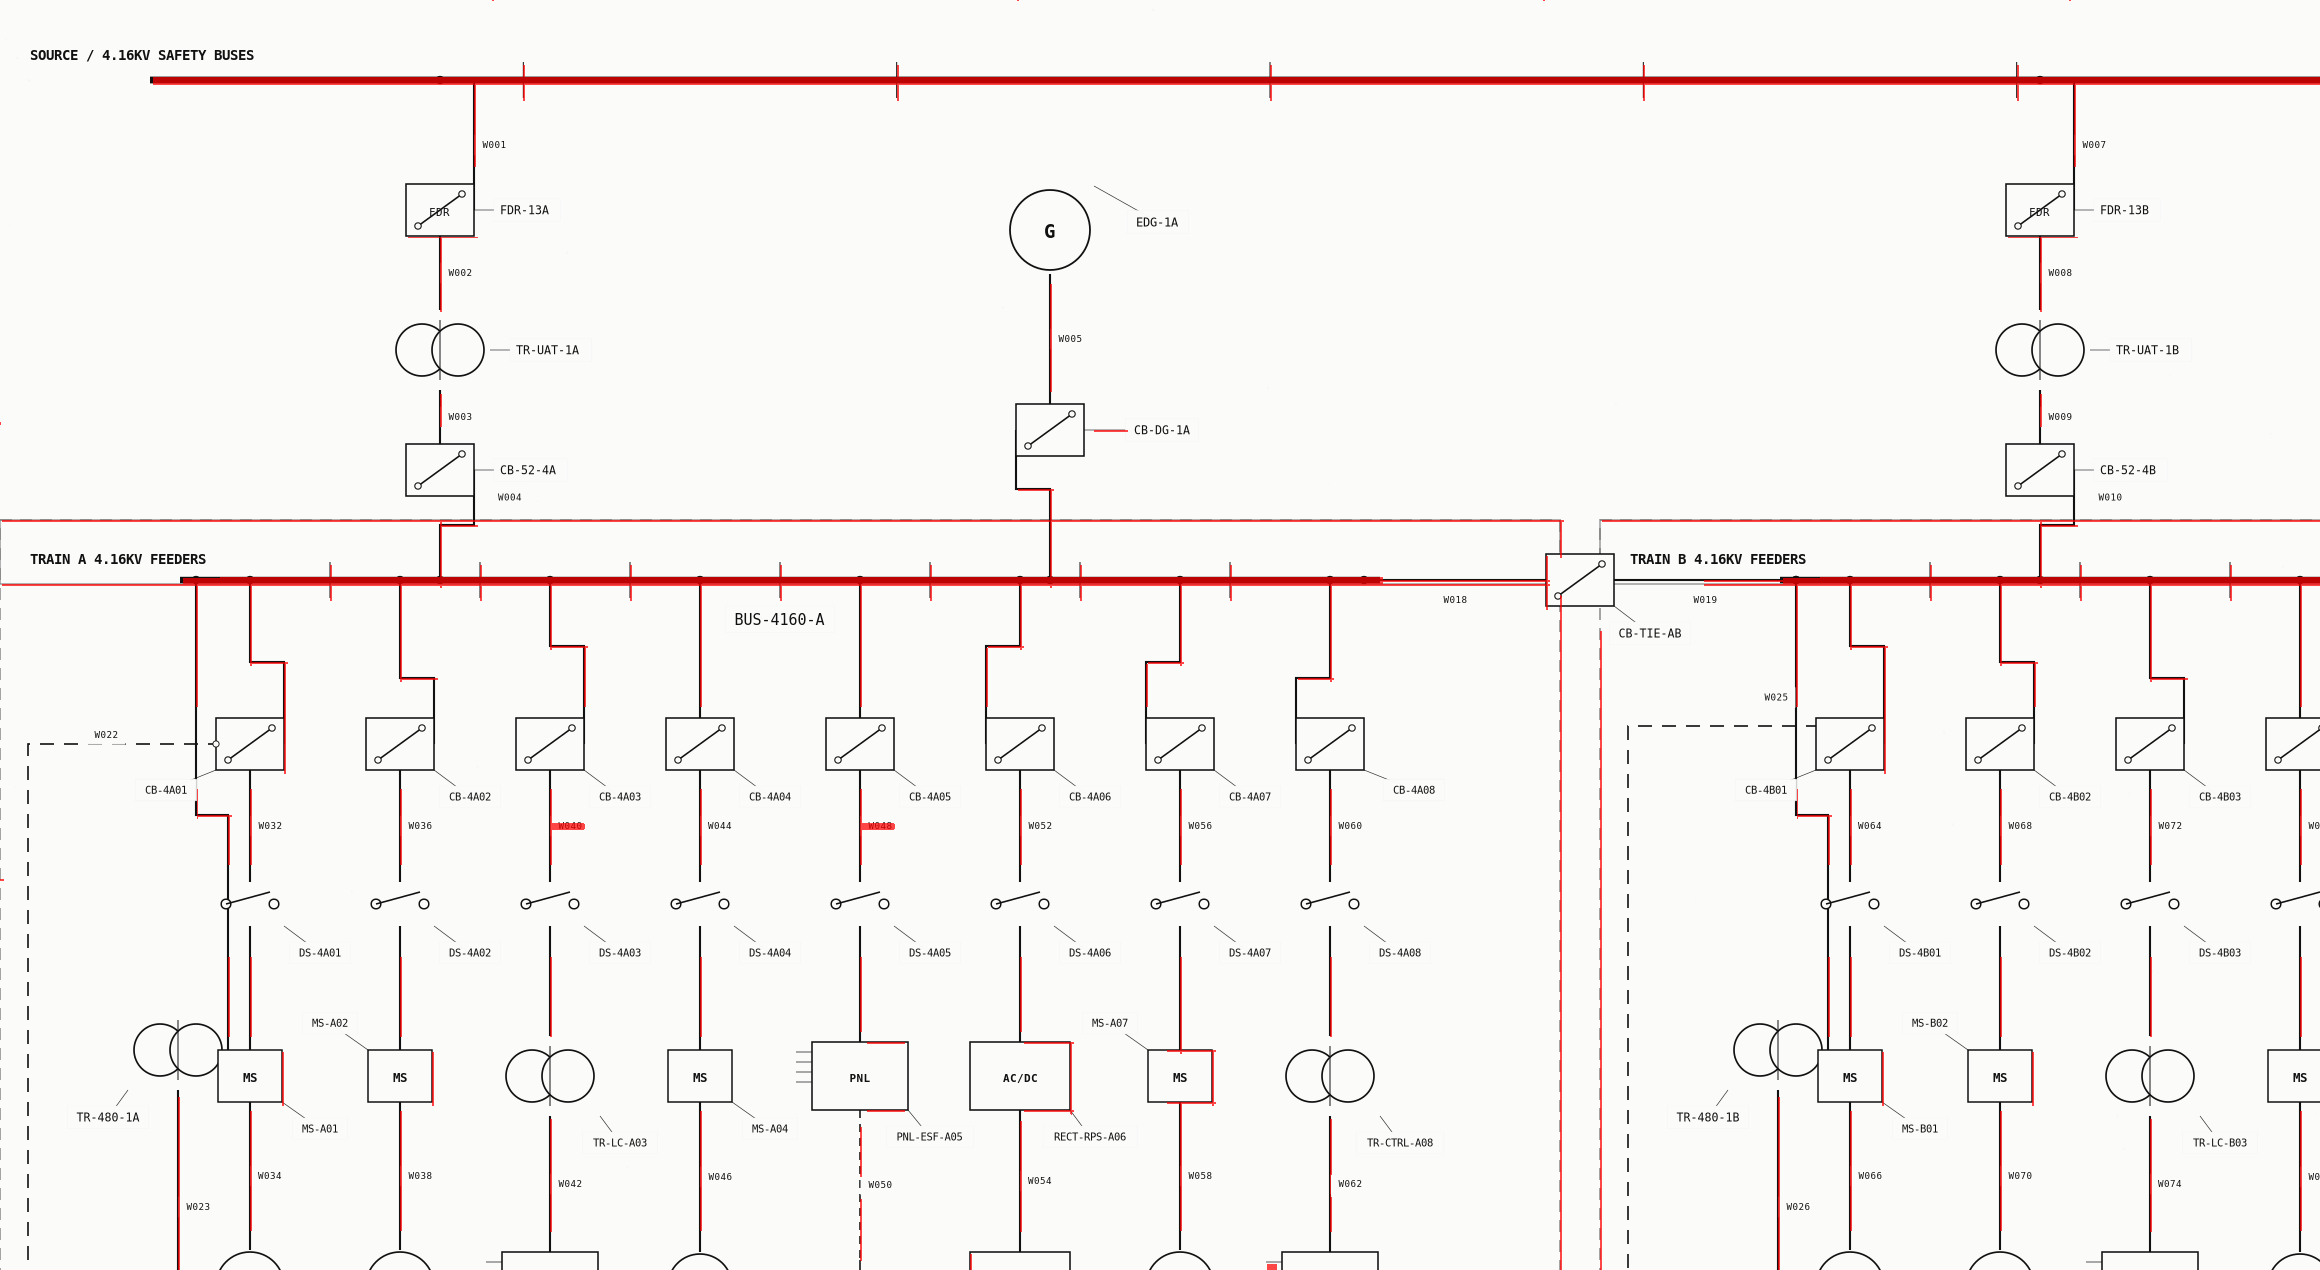 SOURCE / 4.16KV SAFETY BUSES
W001
W007
FDR
FDR-13A
EDG-1A
G
FDR
FDR-13B
W002
W008
W005
TR-UAT-1A
TR-UAT-1B
W003
W009
CB-DG-1A
CB-52-4A
CB-52-4B
W004
W010
TRAIN A 4.16KV FEEDERS
TRAIN B 4.16KV FEEDERS
W018
W019
BUS-4160-A
CB-TIE-AB
W025
W022
CB-4A01
CB-4A02
CB-4A03
CB-4A04
CB-4A05
CB-4A06
CB-4A07
CB-4A08
CB-4B01
CB-4B02
CB-4B03
W032
W036
W040
W044
W048
W052
W056
W060
W064
W068
W072
DS-4A01
DS-4A02
DS-4A03
DS-4A04
DS-4A05
DS-4A06
DS-4A07
DS-4A08
DS-4B01
DS-4B02
DS-4B03
MS-A02
MS-A07
MS-B02
MS
MS
MS
PNL
AC/DC
MS
MS
MS
MS
TR-480-1A
MS-A01
TR-LC-A03
MS-A04
PNL-ESF-A05
RECT-RPS-A06
TR-CTRL-A08
TR-480-1B
MS-B01
TR-LC-B03
W034
W038
W042
W046
W050
W054
W058
W062
W066
W070
W074
W023
W026